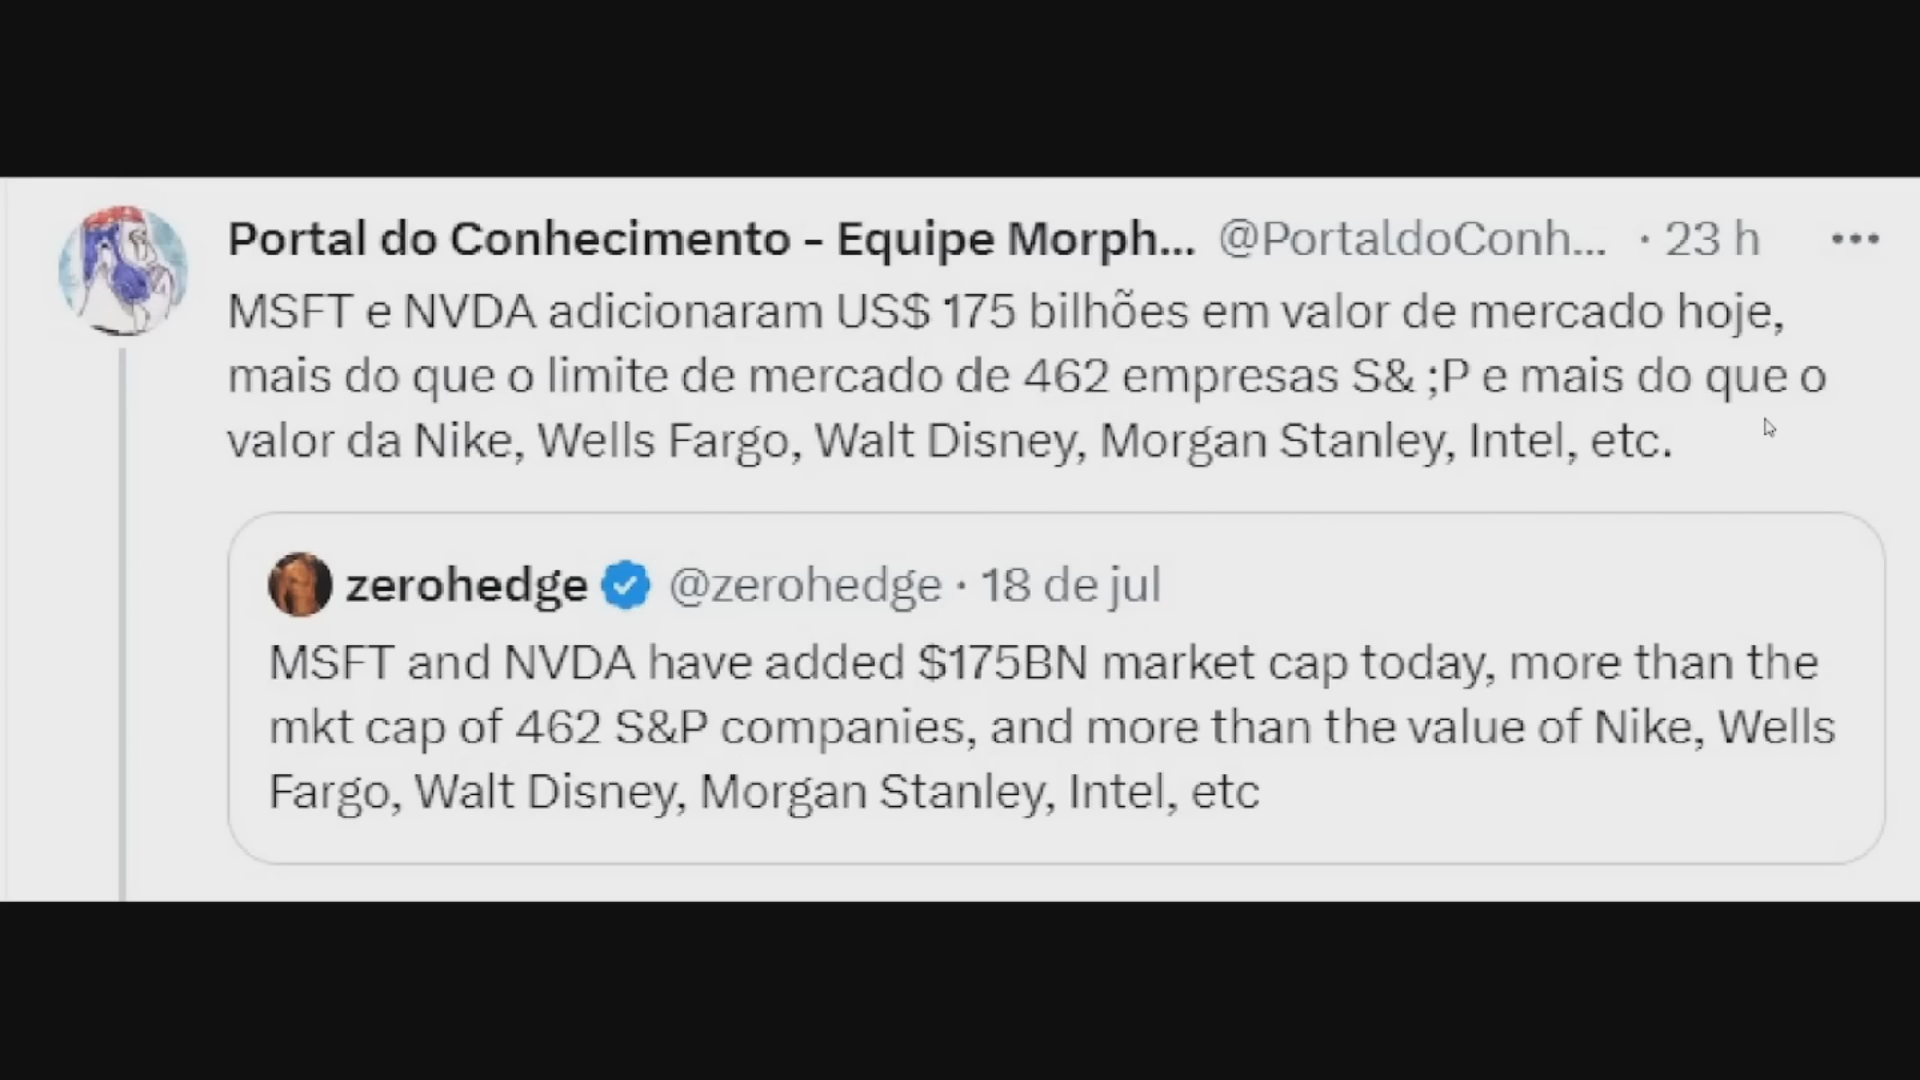 Portal do Conhecimento - Equipe Morph... @PortaldoConh... · 23 h
MSFT e NVDA adicionaram US$ 175 bilhões em valor de mercado hoje,
mais do que o limite de mercado de 462 empresas S& ;P e mais do que o
valor da Nike, Wells Fargo, Walt Disney, Morgan Stanley, Intel, etc.
zerohedge @zerohedge · 18 de jul
MSFT and NVDA have added $175BN market cap today, more than the
mkt cap of 462 S&P companies, and more than the value of Nike, Wells
Fargo, Walt Disney, Morgan Stanley, Intel, etc